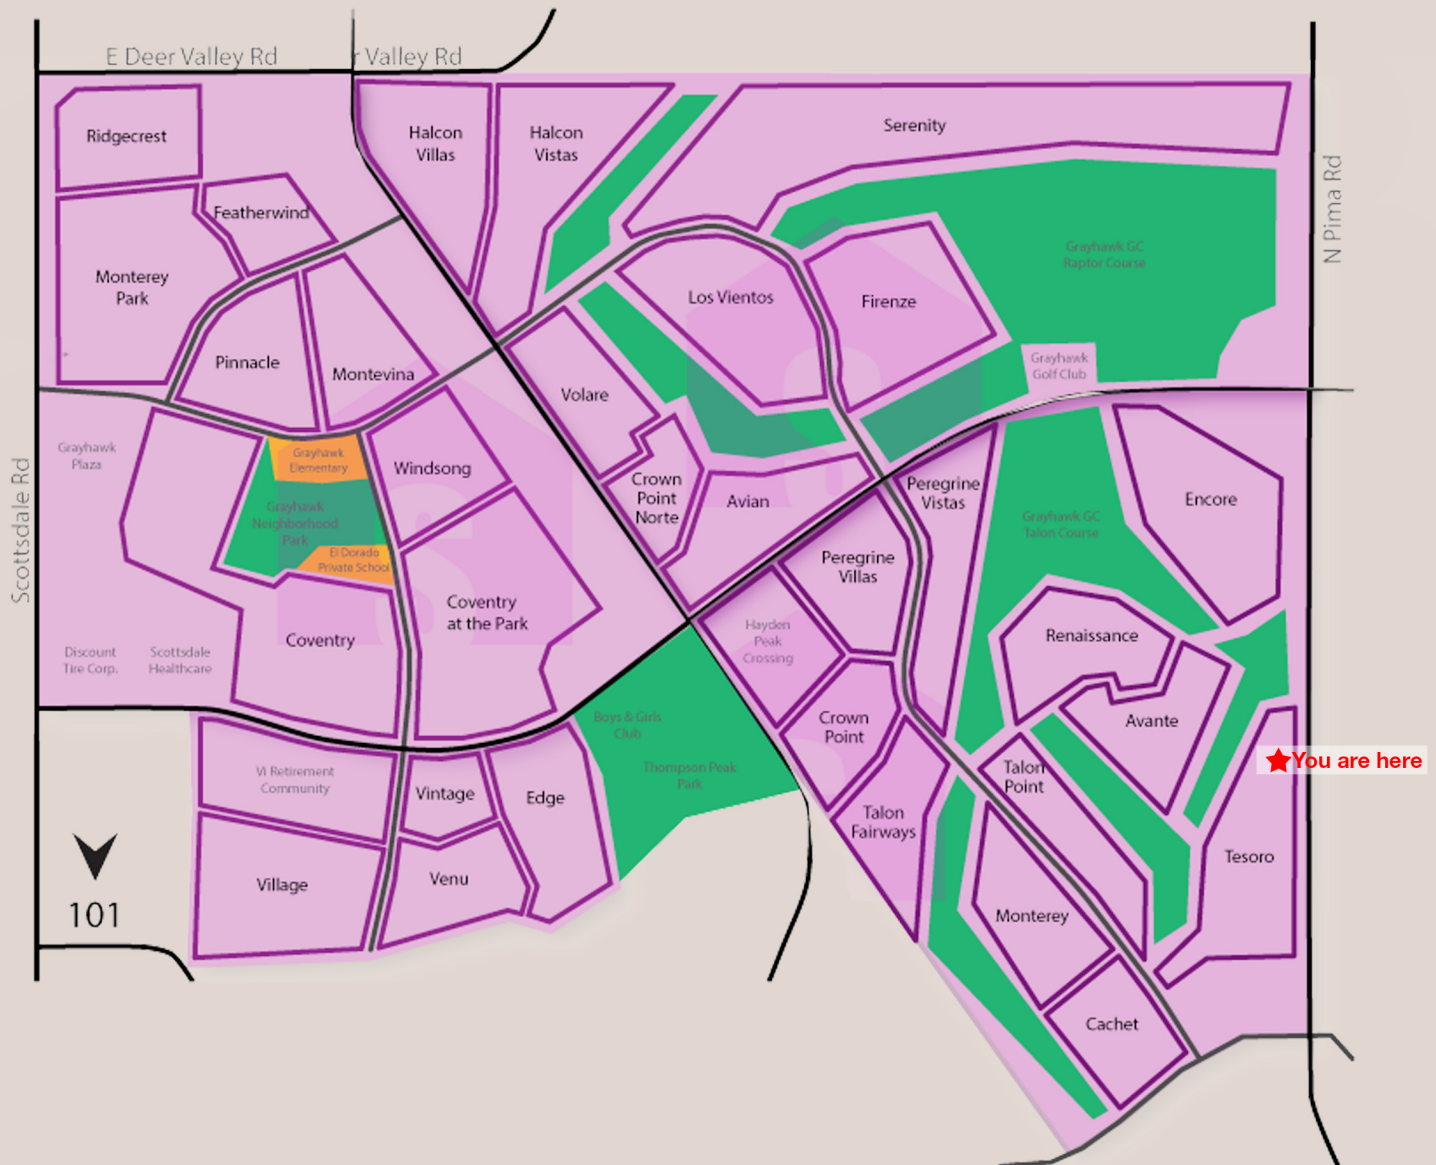 E Deer Valley Rd
r Valley Rd
Ridgecrest
Halcon
Villas
Halcon
Vistas
Serenity
N Pima Rd
Featherwind
Monterey
Park
Grayhawk GC
Raptor Course
Los Vientos
Firenze
Pinnacle
Montevina
Volare
Grayhawk
Golf Club
Grayhawk
Plaza
Grayhawk
Elementary
Windsong
Crown
Point
Norte
Avian
Peregrine
Vistas
Encore
Scottsdale Rd
Grayhawk
Neighborhood
Park
Grayhawk GC
Talon Course
El Dorado
Private School
Peregrine
Villas
Coventry
at the Park
Coventry
Hayden
Peak
Crossing
Renaissance
Discount
Tire Corp.
Scottsdale
Healthcare
Boys & Girls
Club
Crown
Point
Avante
Vi Retirement
Community
Vintage
Edge
Thompson Peak
Park
Talon
Point
You are here
Talon
Fairways
Tesoro
Village
Venu
101
Monterey
Cachet